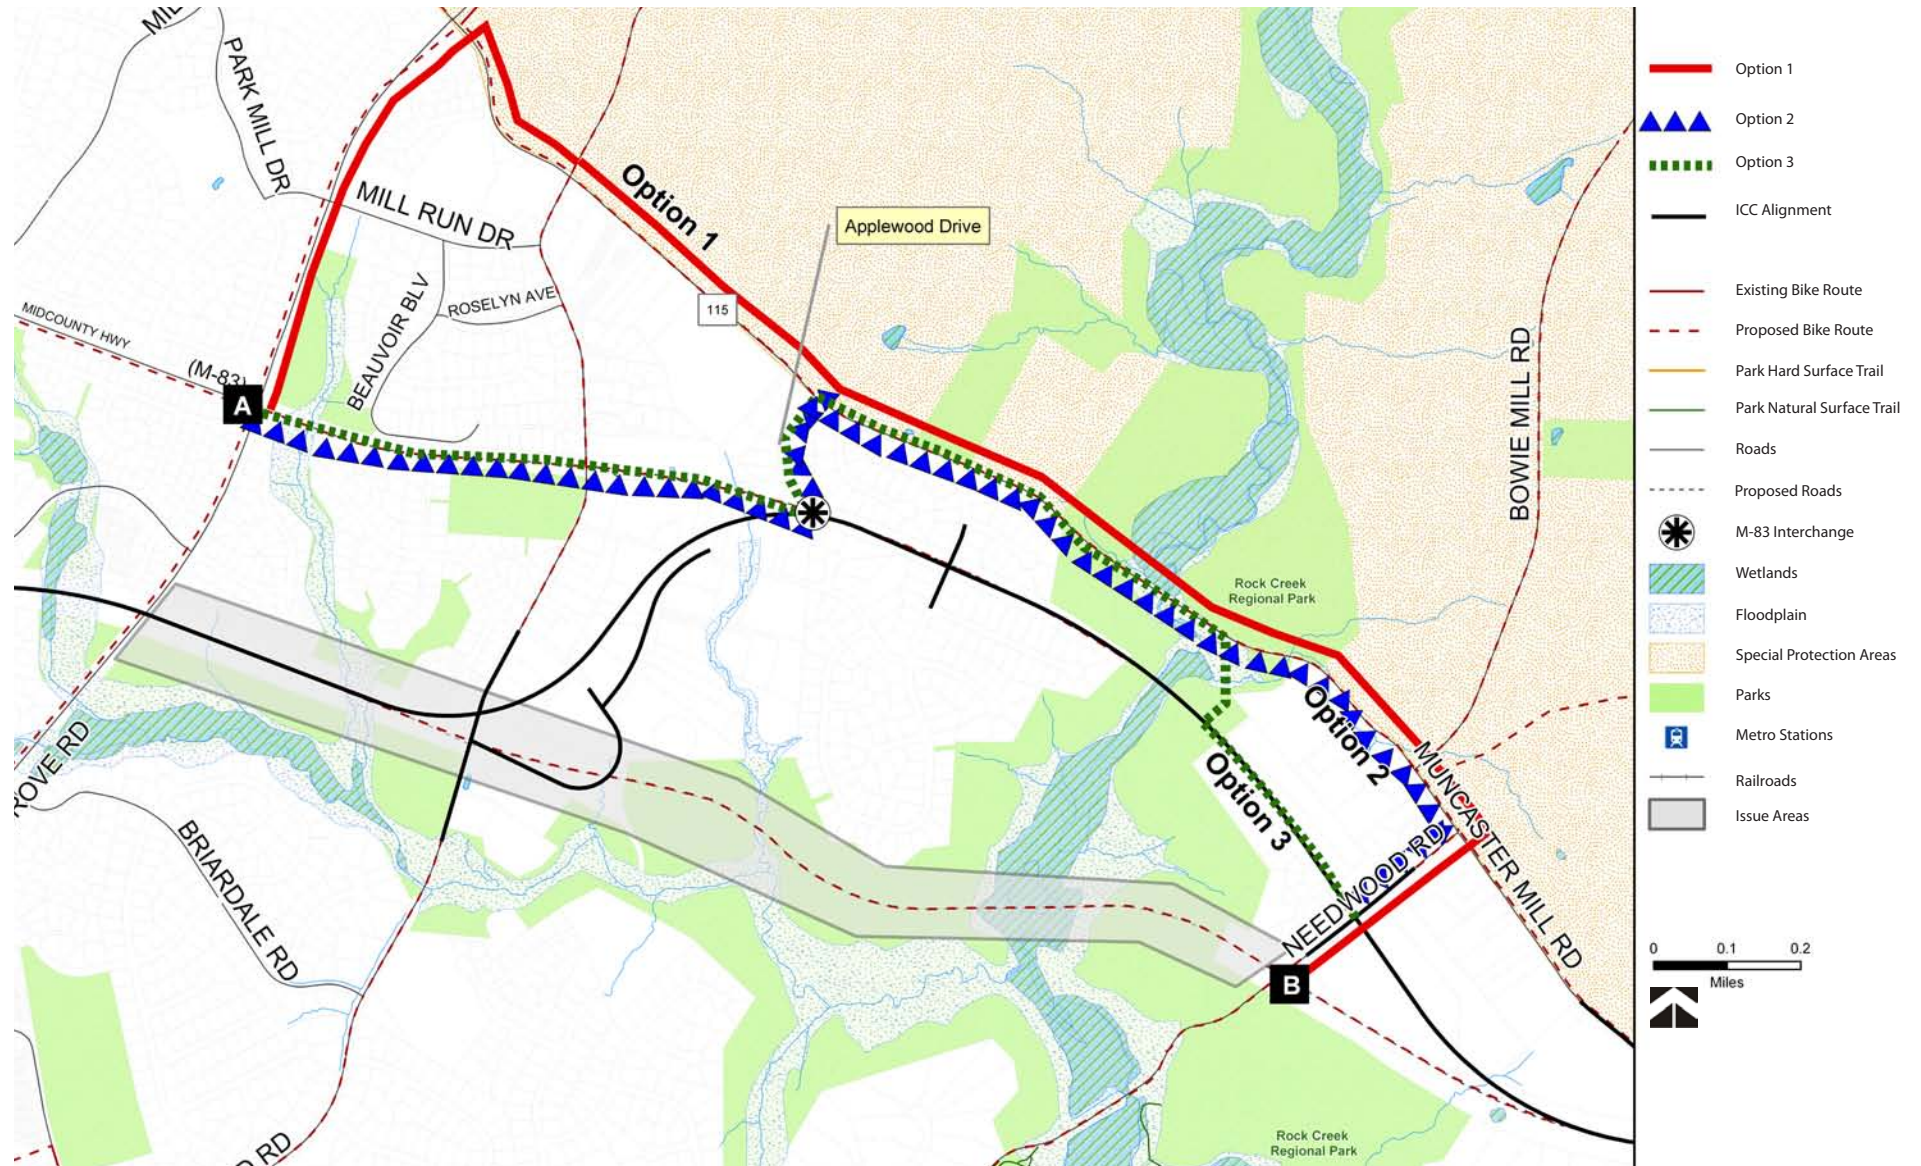 MIL
PARK MILL DR
MILL RUN DR
Option 1
Applewood Drive
BEAUVOIR BLV
ROSELYN AVE
115
MIDCOUNTY HWY
(M-83)
A
BOWIE MILL RD
Rock Creek
Regional Park
Option 2
Option 3
MUNCASTER MILL RD
NEEDWOOD RD
B
ROVE RD
BRIARDALE RD
D RD
Rock Creek
Regional Park
Option 1
Option 2
Option 3
ICC Alignment
Existing Bike Route
Proposed Bike Route
Park Hard Surface Trail
Park Natural Surface Trail
Roads
Proposed Roads
M-83 Interchange
Wetlands
Floodplain
Special Protection Areas
Parks
Metro Stations
Railroads
Issue Areas
0 0.1 0.2
Miles